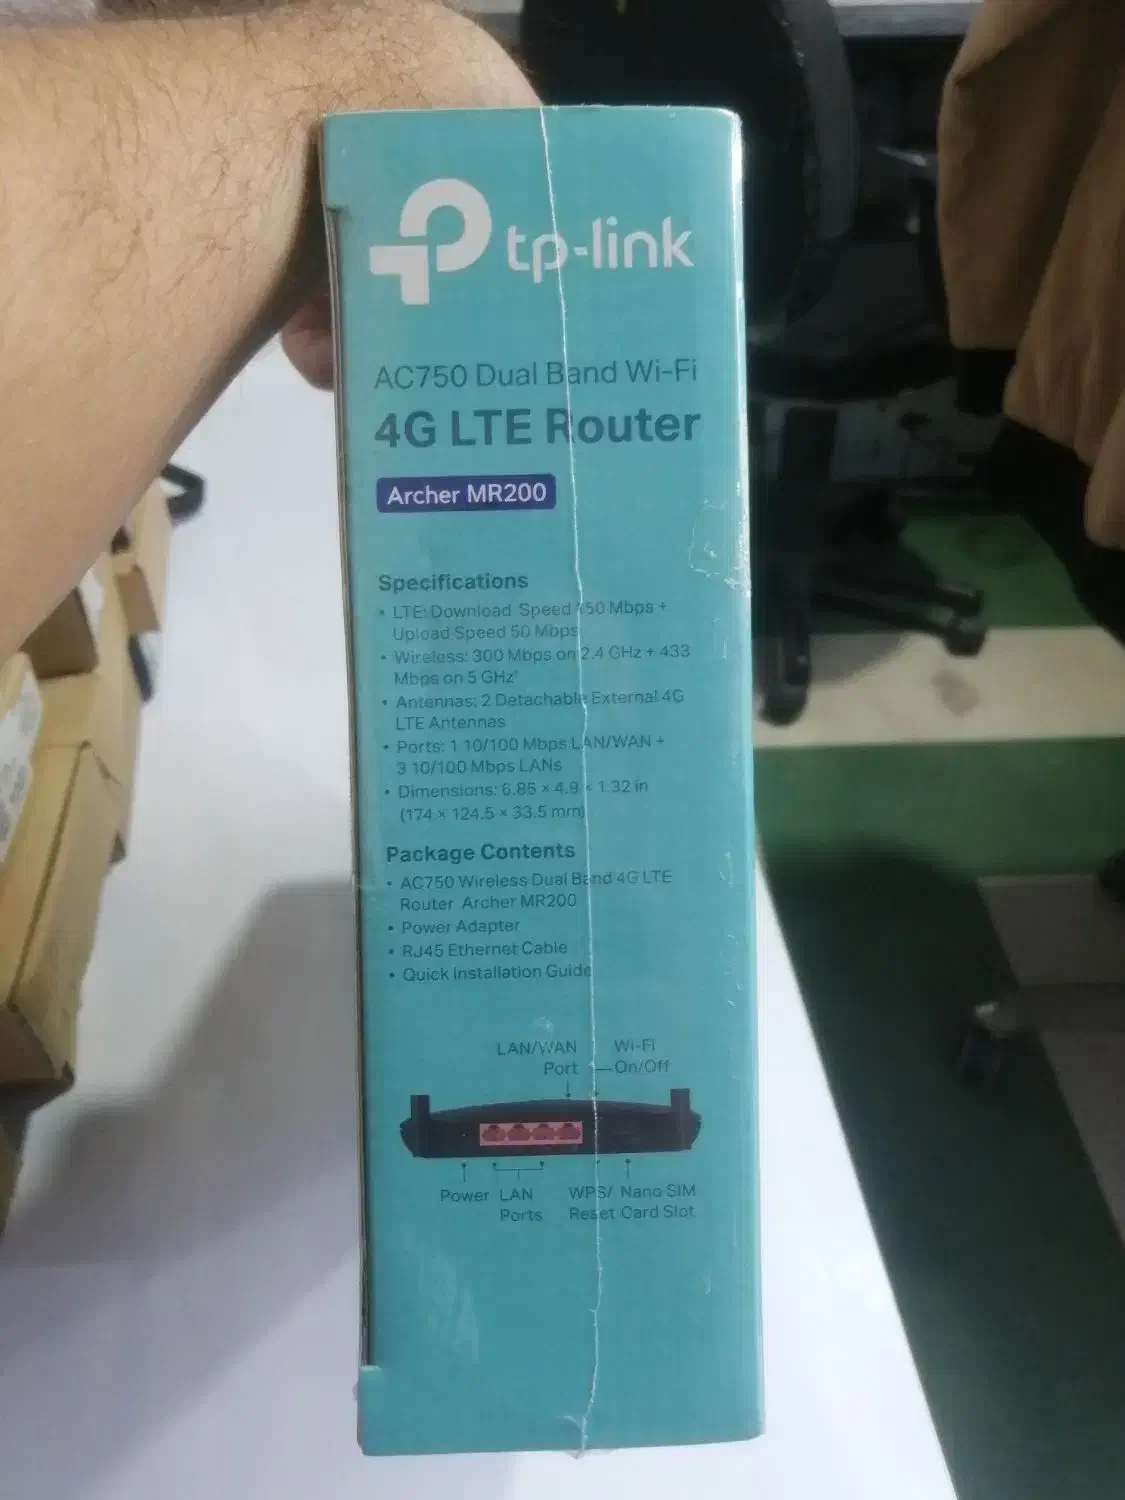 tp-link
AC750 Dual Band Wi-Fi
4G LTE Router
Archer MR200
Specifications
• LTE: Download Speed 150 Mbps +
Upload Speed 50 Mbps
• Wireless: 300 Mbps on 2.4 GHz + 433
Mbps on 5 GHz
• Antennas: 2 Detachable External 4G
LTE Antennas
• Ports: 1 10/100 Mbps LAN/WAN +
3 10/100 Mbps LANs
• Dimensions: 6.85 × 4.9 × 1.32 in
(174 × 124.5 × 33.5 mm)
Package Contents
• AC750 Wireless Dual Band 4G LTE
Router Archer MR200
• Power Adapter
• RJ45 Ethernet Cable
• Quick Installation Guide
LAN/WAN
Port
Wi-Fi
On/Off
Power
LAN
Ports
WPS/
Reset
Nano SIM
Card Slot